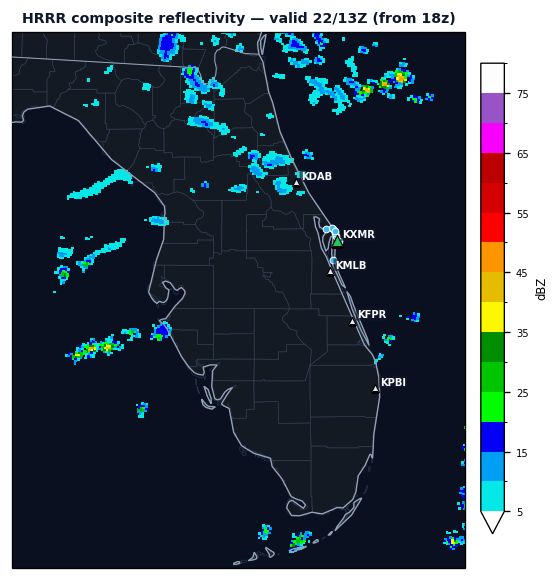 HRRR composite reflectivity — valid 22/13Z (from 18z)
75
65
55
45
35
25
15
5
dBZ
KDAB
KXMR
KMLB
KFPR
KPBI